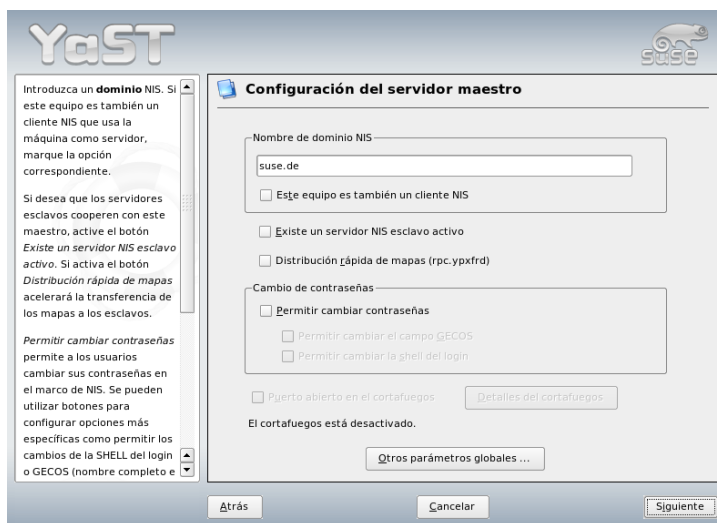 YaST
SUSE
Introduzca un dominio NIS. Si
este equipo es también un
cliente NIS que usa la
máquina como servidor,
marque la opción
correspondiente.
Si desea que los servidores
esclavos cooperen con este
maestro, active el botón
Existe un servidor NIS esclavo
activo. Si activa el botón
Distribución rápida de mapas
acelerará la transferencia de
los mapas a los esclavos.
Permitir cambiar contraseñas
permite a los usuarios
cambiar sus contraseñas en
el marco de NIS. Se pueden
utilizar botones para
configurar opciones más
específicas como permitir los
cambios de la SHELL del login
o GECOS (nombre completo e
Configuración del servidor maestro
Nombre de dominio NIS
suse.de
Este equipo es también un cliente NIS
Existe un servidor NIS esclavo activo
Distribución rápida de mapas (rpc.ypxfrd)
Cambio de contraseñas
Permitir cambiar contraseñas
Permitir cambiar el campo GECOS
Permitir cambiar la shell del login
Puerto abierto en el cortafuegos
Detalles del cortafuegos
El cortafuegos está desactivado.
Otros parámetros globales ...
Atrás
Cancelar
Siguiente